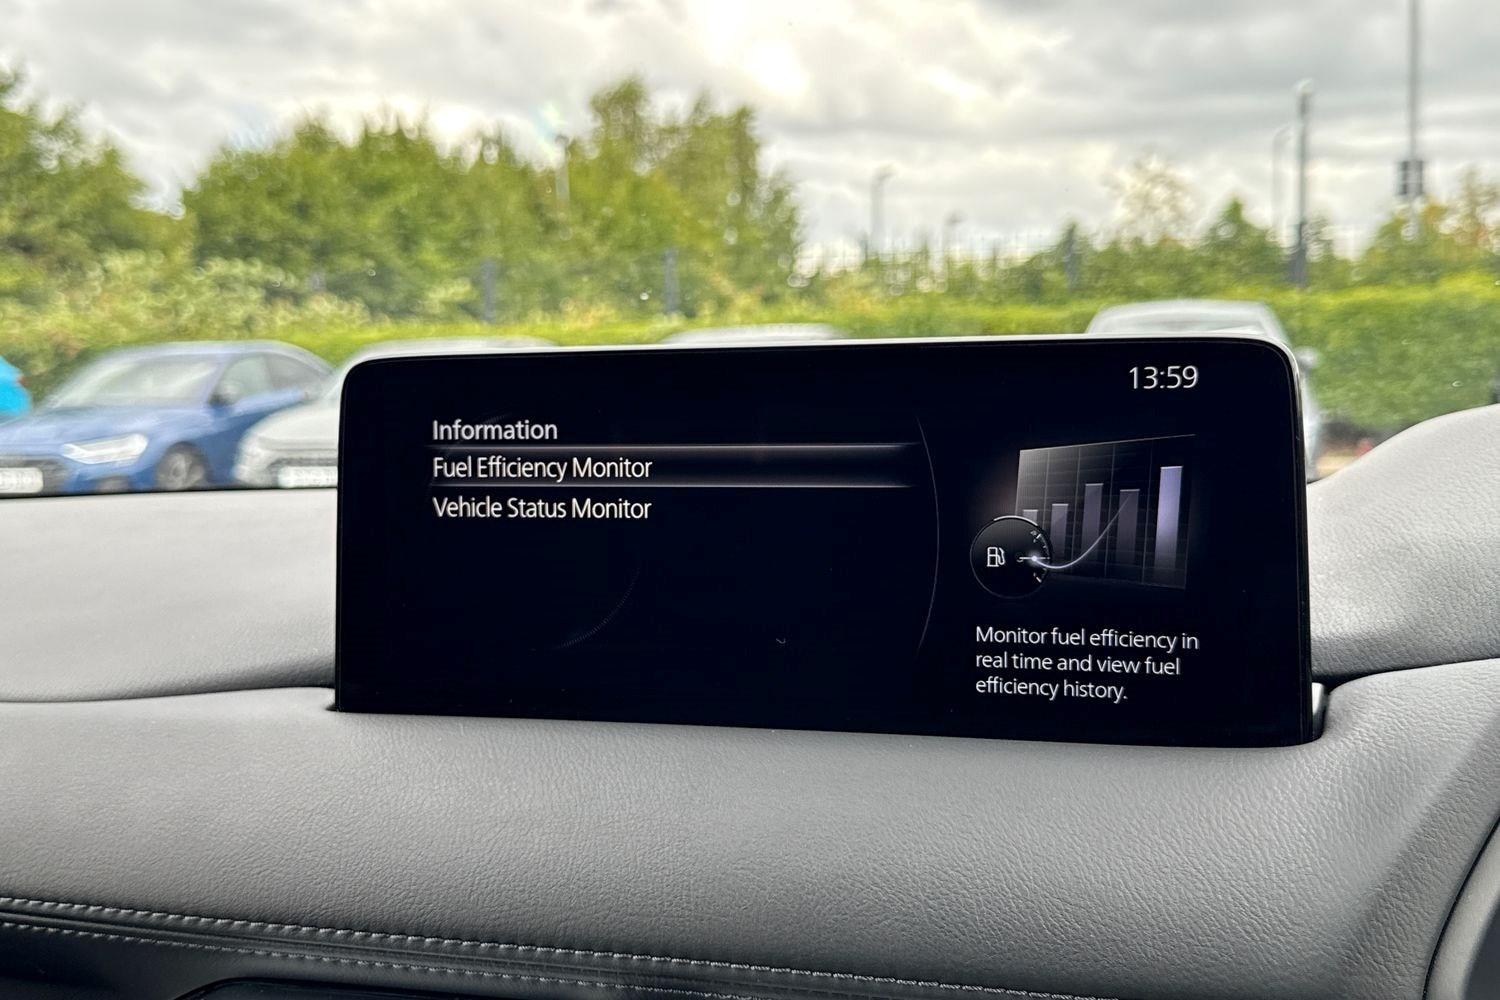 13:59
Information
Fuel Efficiency Monitor
Vehicle Status Monitor
Monitor fuel efficiency in
real time and view fuel
efficiency history.